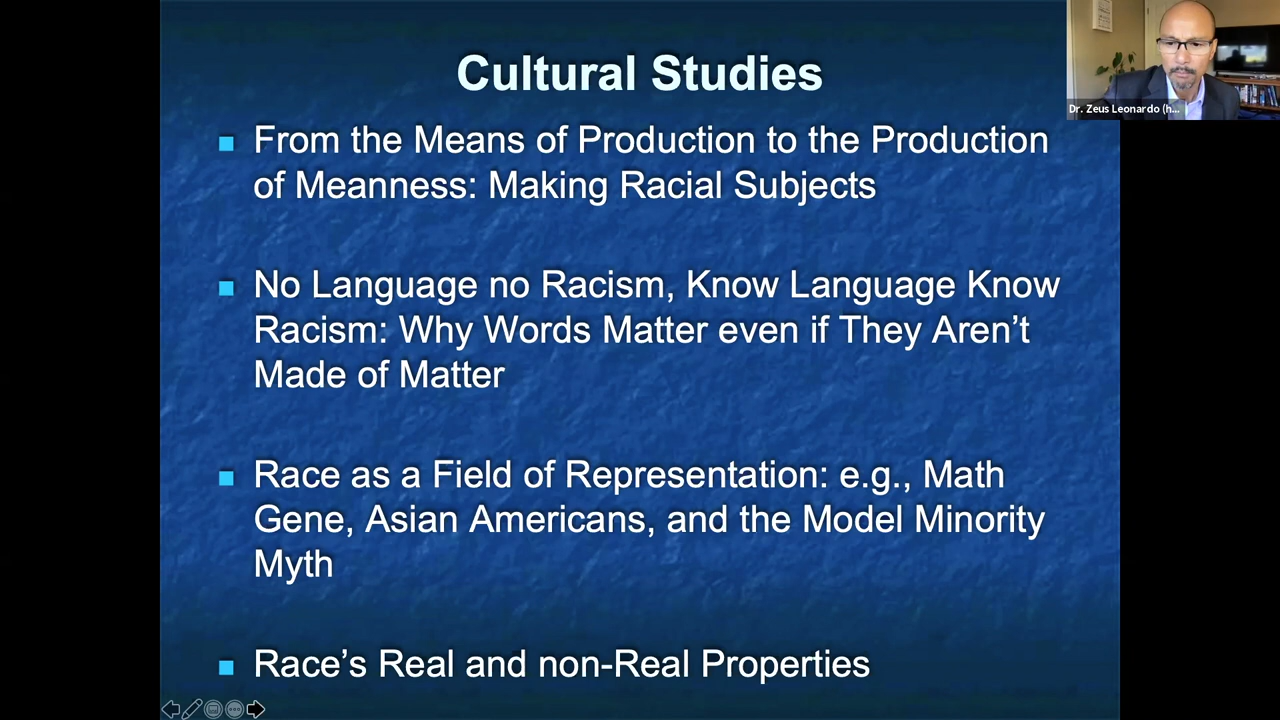 Cultural Studies
Dr. Zeus Leonardo (h...
From the Means of Production to the Production
of Meanness: Making Racial Subjects
No Language no Racism, Know Language Know
Racism: Why Words Matter even if They Aren’t
Made of Matter
Race as a Field of Representation: e.g., Math
Gene, Asian Americans, and the Model Minority
Myth
Race’s Real and non-Real Properties